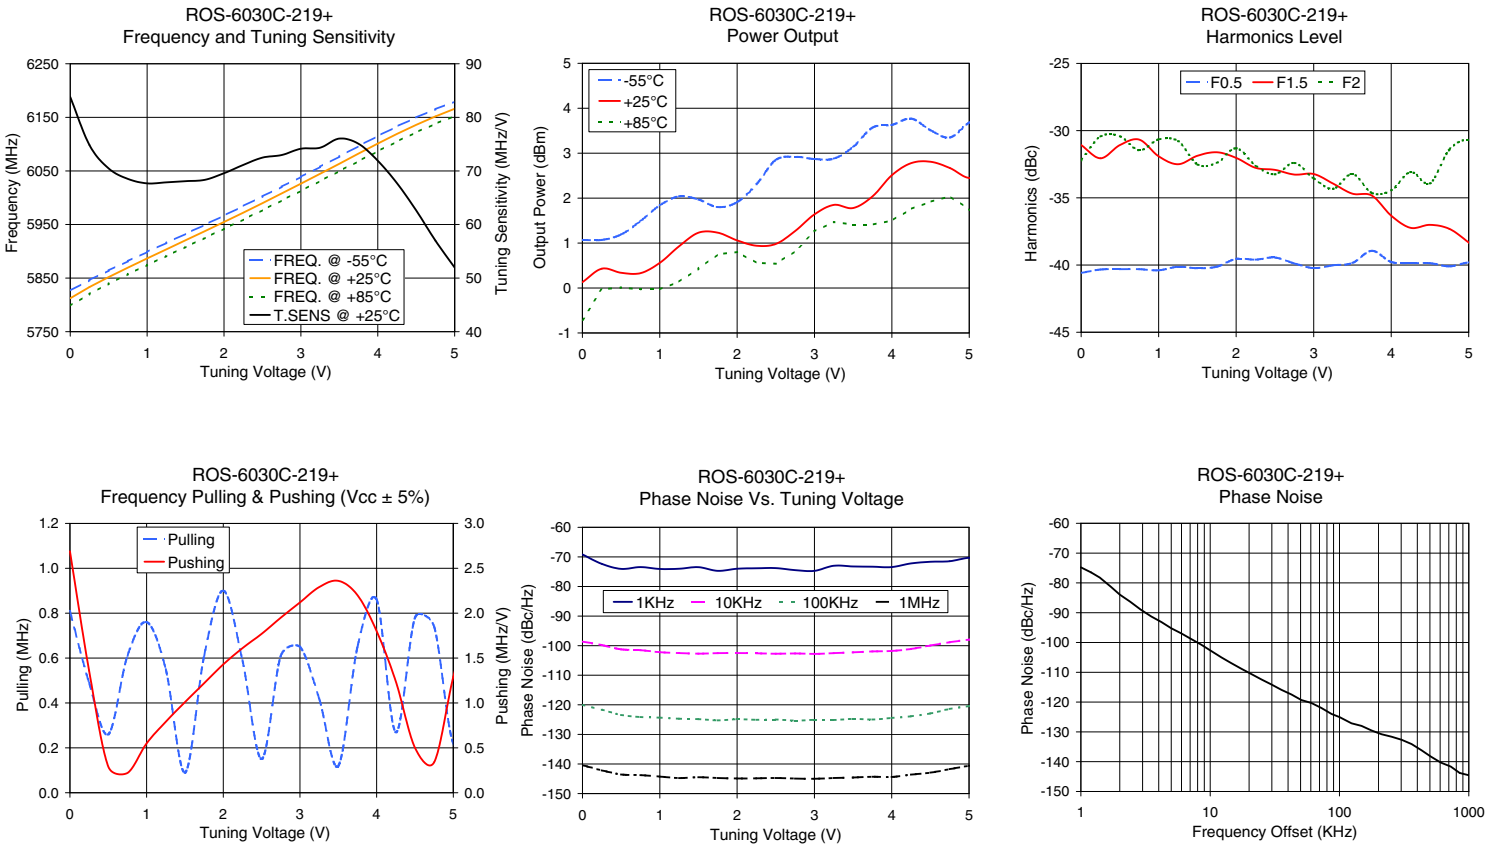 ROS-6030C-219+
Frequency and Tuning Sensitivity
6250
6150
6050
5950
5850
5750
90
80
70
60
50
40
Frequency (MHz)
Tuning Sensitivity (MHz/V)
FREQ. @ -55°C
FREQ. @ +25°C
FREQ. @ +85°C
T.SENS @ +25°C
0 1 2 3 4 5
Tuning Voltage (V)
ROS-6030C-219+
Power Output
5
4
3
2
1
0
-1
Output Power (dBm)
-55°C
+25°C
+85°C
0 1 2 3 4 5
Tuning Voltage (V)
ROS-6030C-219+
Harmonics Level
-25
-30
-35
-40
-45
Harmonics (dBc)
F0.5 F1.5 F2
0 1 2 3 4 5
Tuning Voltage (V)
ROS-6030C-219+
Frequency Pulling & Pushing (Vcc ± 5%)
1.2
1.0
0.8
0.6
0.4
0.2
0.0
3.0
2.5
2.0
1.5
1.0
0.5
0.0
Pulling (MHz)
Pushing (MHz/V)
Pulling
Pushing
0 1 2 3 4 5
Tuning Voltage (V)
ROS-6030C-219+
Phase Noise Vs. Tuning Voltage
-60
-70
-80
-90
-100
-110
-120
-130
-140
-150
Phase Noise (dBc/Hz)
1KHz 10KHz 100KHz 1MHz
0 1 2 3 4 5
Tuning Voltage (V)
ROS-6030C-219+
Phase Noise
-60
-70
-80
-90
-100
-110
-120
-130
-140
-150
Phase Noise (dBc/Hz)
1 10 100 1000
Frequency Offset (KHz)